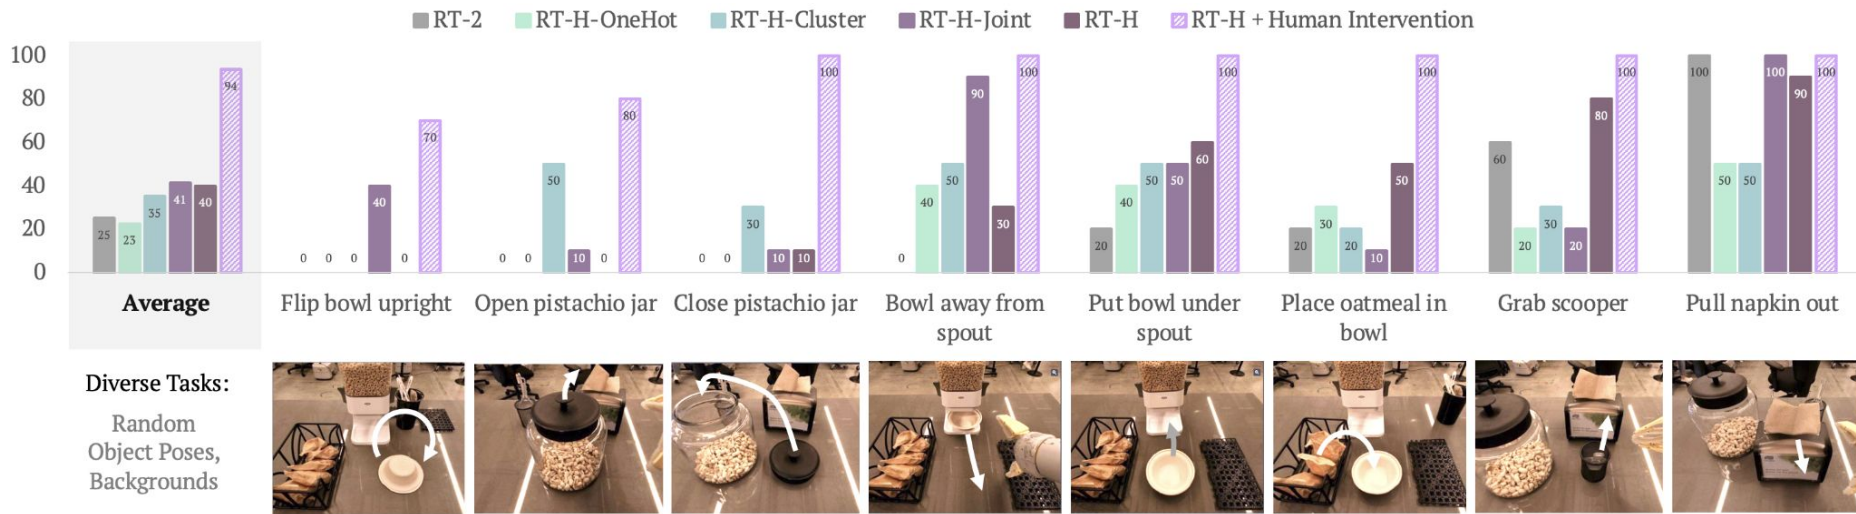 RT-2 RT-H-OneHot RT-H-Cluster RT-H-Joint RT-H RT-H + Human Intervention
100
80
60
40
20
0
25 23 35 41 40 94
0 0 0 40 0 70
0 0 50 10 0 80
0 0 30 10 10 100
0 40 50 90 30 100
20 40 50 50 60 100
20 30 20 10 50 100
60 20 30 20 80 100
100 50 50 100 90 100
Average
Flip bowl upright
Open pistachio jar
Close pistachio jar
Bowl away from
spout
Put bowl under
spout
Place oatmeal in
bowl
Grab scooper
Pull napkin out
Diverse Tasks:
Random
Object Poses,
Backgrounds